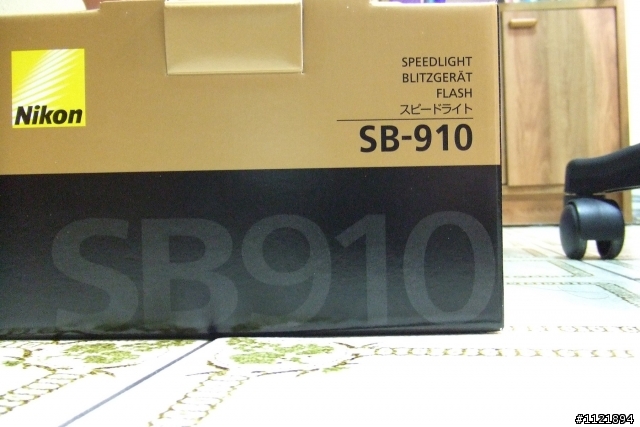 Nikon
SPEEDLIGHT
BLITZGERÄT
FLASH
スピードライト
SB-910
SB910
#1121894